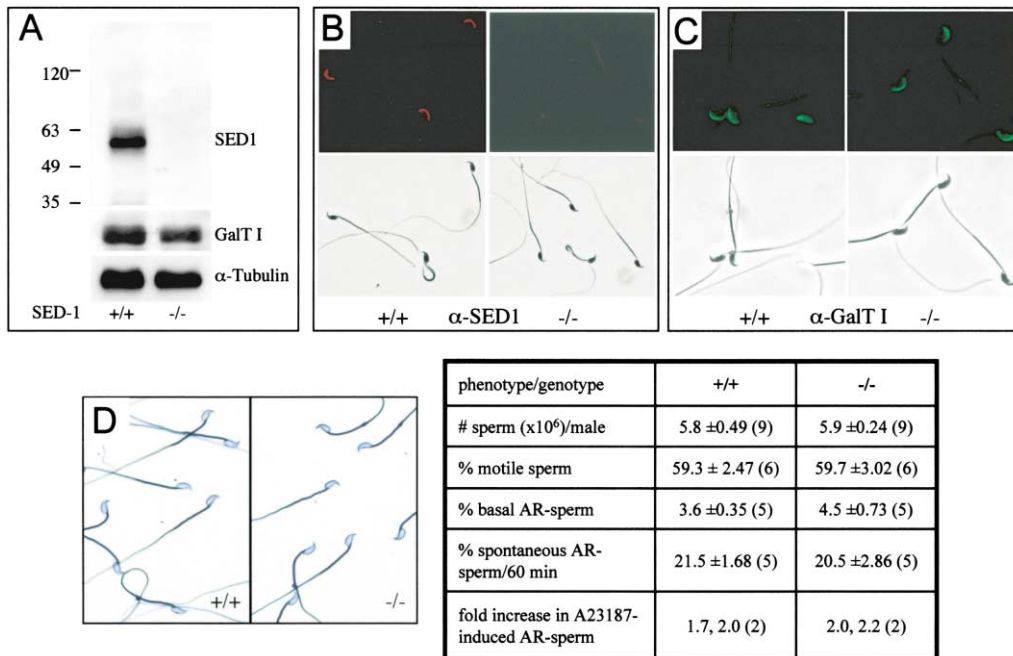 A
120
63
SED1
49
35
GalT I
α-Tubulin
SED-1 +/+ -/-
B
+/+ α-SED1 -/-
C
+/+ α-GalT I -/-
D
+/+ -/-
phenotype/genotype +/+ -/-
# sperm (x10⁶)/male 5.8 ±0.49 (9) 5.9 ±0.24 (9)
% motile sperm 59.3 ± 2.47 (6) 59.7 ±3.02 (6)
% basal AR-sperm 3.6 ±0.35 (5) 4.5 ±0.73 (5)
% spontaneous AR-
sperm/60 min 21.5 ±1.68 (5) 20.5 ±2.86 (5)
fold increase in A23187-
induced AR-sperm 1.7, 2.0 (2) 2.0, 2.2 (2)